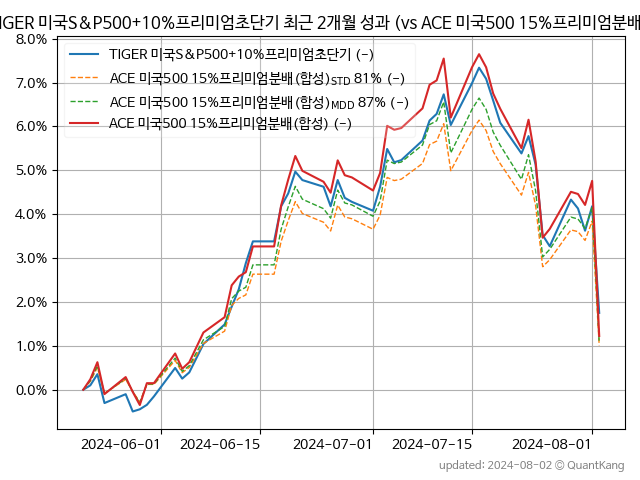 IGER 미국S&P500+10%프리미엄초단기 최근 2개월 성과 (vs ACE 미국500 15%프리미엄분배
8.0%
7.0%
6.0%
5.0%
4.0%
3.0%
2.0%
1.0%
0.0%
TIGER 미국S&P500+10%프리미엄초단기 (-)
ACE 미국500 15%프리미엄분배(합성)STD 81% (-)
ACE 미국500 15%프리미엄분배(합성)MDD 87% (-)
ACE 미국500 15%프리미엄분배(합성) (-)
2024-06-01 2024-06-15 2024-07-01 2024-07-15 2024-08-01
updated: 2024-08-02 © QuantKang